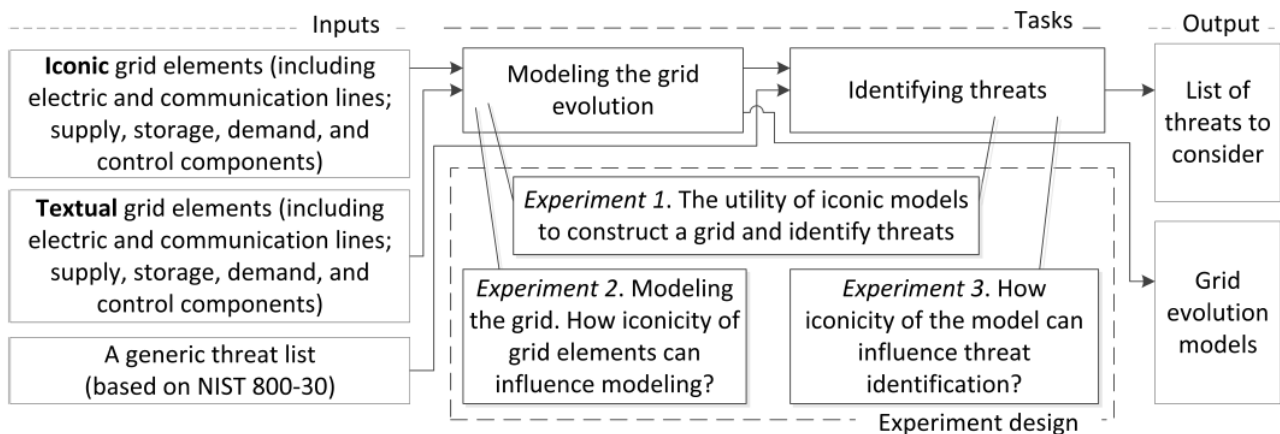 Inputs
Tasks
Output
Iconic grid elements (including
electric and communication lines;
supply, storage, demand, and
control components)
Textual grid elements (including
electric and communication lines;
supply, storage, demand, and
control components)
A generic threat list
(based on NIST 800-30)
Modeling the grid
evolution
Identifying threats
List of
threats to
consider
Experiment 1. The utility of iconic models
to construct a grid and identify threats
Experiment 2. Modeling
the grid. How iconicity of
grid elements can
influence modeling?
Experiment 3. How
iconicity of the model can
influence threat
identification?
Grid
evolution
models
Experiment design